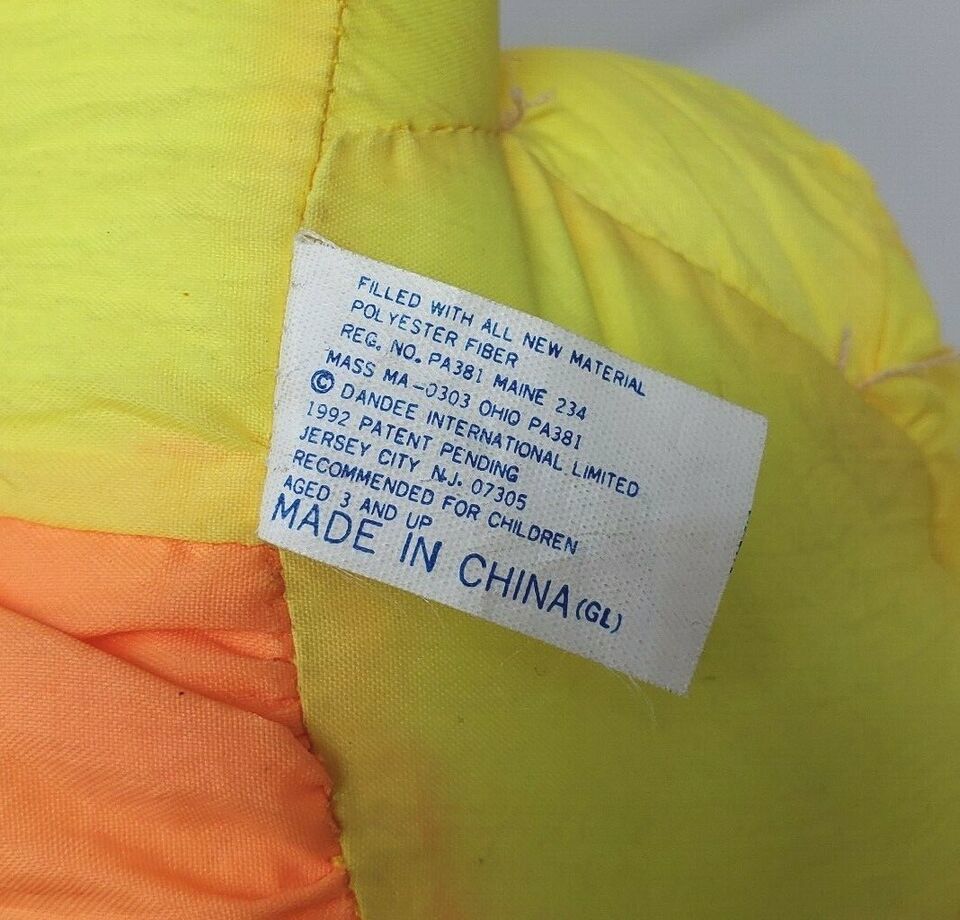 FILLED WITH ALL NEW MATERIAL
POLYESTER FIBER
REG. NO. PA381 MAINE 234
MASS MA-0303 OHIO PA381
© DANDEE INTERNATIONAL LIMITED
1992 PATENT PENDING
JERSEY CITY N.J. 07305
RECOMMENDED FOR CHILDREN
AGED 3 AND UP
MADE IN CHINA (GL)